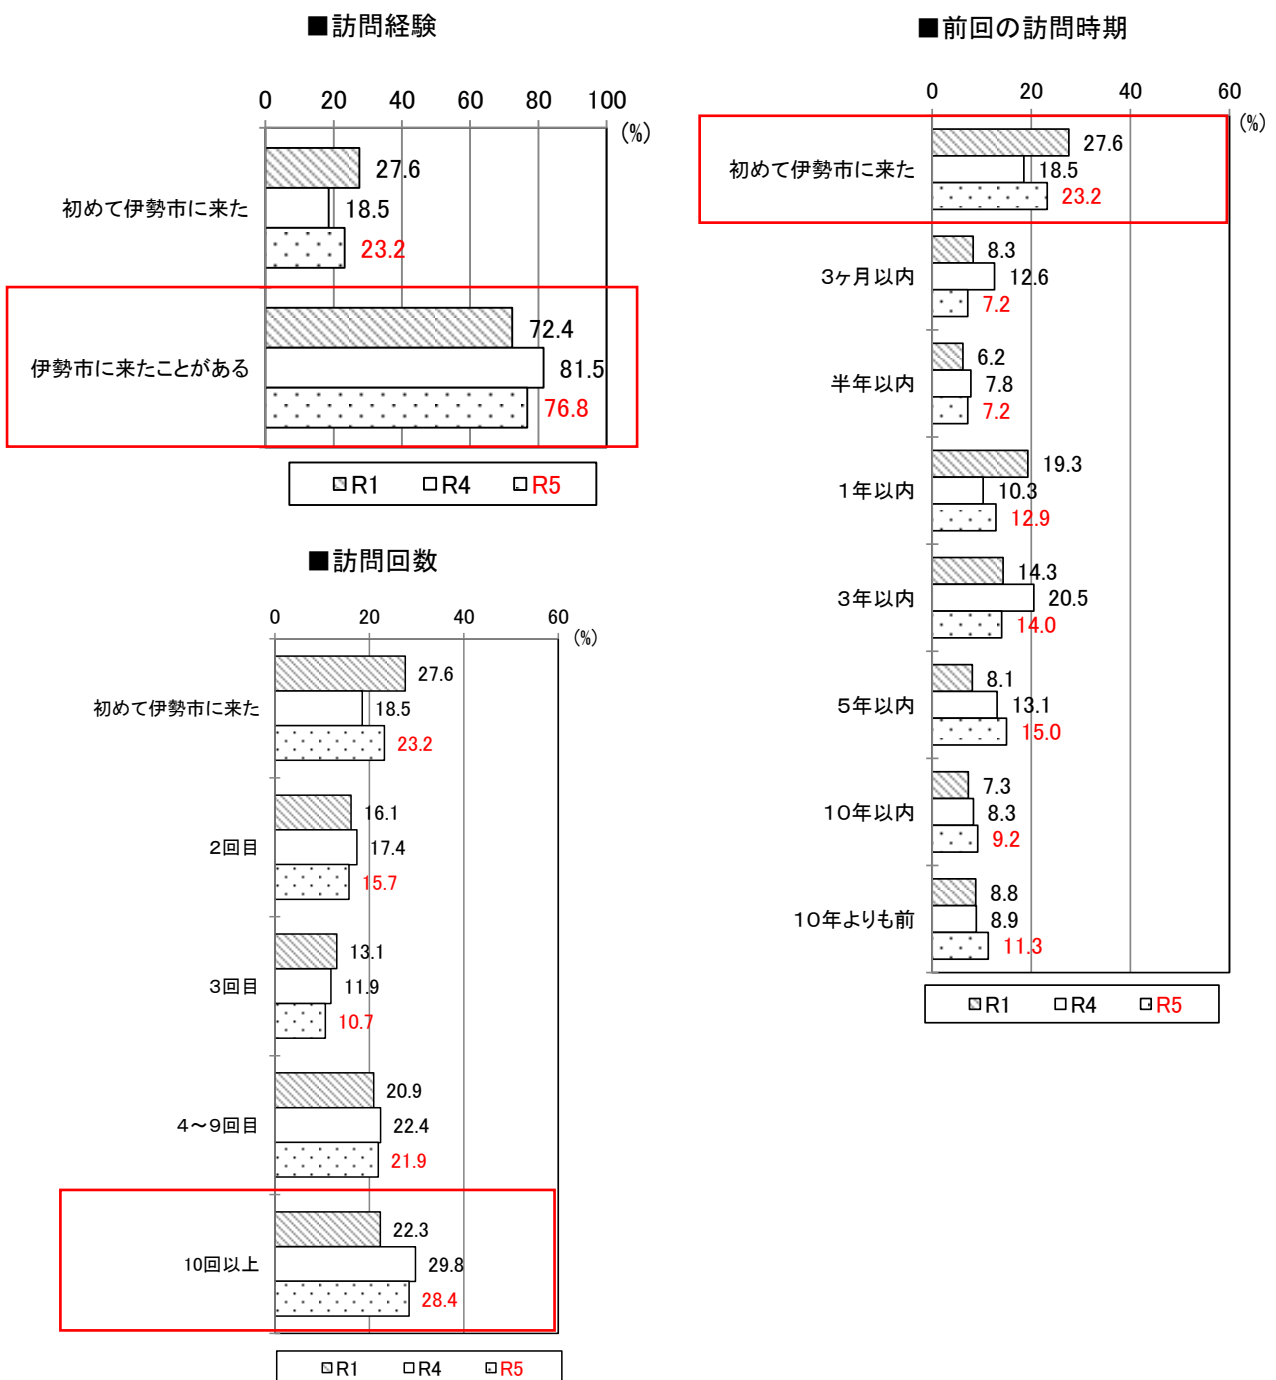 ■訪問経験
0 20 40 60 80 100
(%)
初めて伊勢市に来た
27.6
18.5
23.2
伊勢市に来たことがある
72.4
81.5
76.8
R1 R4 R5
■訪問回数
0 20 40 60
(%)
初めて伊勢市に来た
27.6
18.5
23.2
2回目
16.1
17.4
15.7
3回目
13.1
11.9
10.7
4～9回目
20.9
22.4
21.9
10回以上
22.3
29.8
28.4
R1 R4 R5
■前回の訪問時期
0 20 40 60
(%)
初めて伊勢市に来た
27.6
18.5
23.2
3ヶ月以内
8.3
12.6
7.2
半年以内
6.2
7.8
7.2
1年以内
19.3
10.3
12.9
3年以内
14.3
20.5
14.0
5年以内
8.1
13.1
15.0
10年以内
7.3
8.3
9.2
10年よりも前
8.8
8.9
11.3
R1 R4 R5